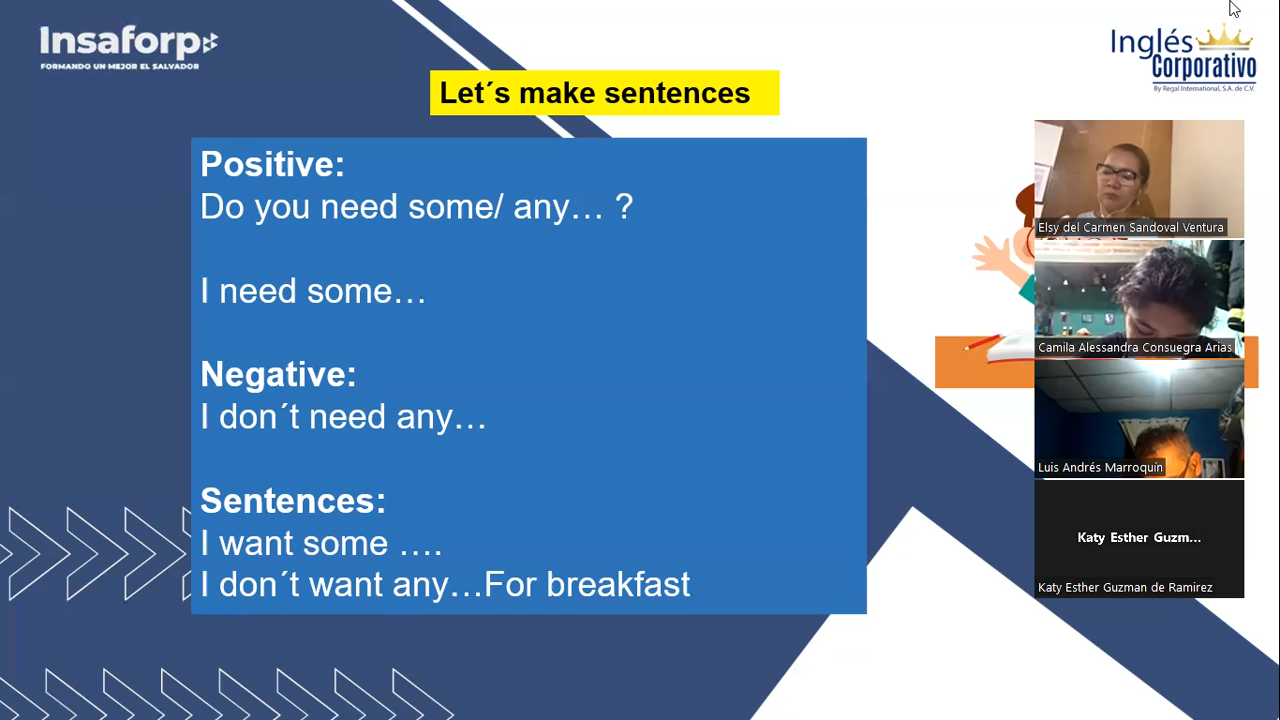 Insaforp
FORMANDO UN MEJOR EL SALVADOR
Inglés
Corporativo
By Regal International, S.A. de C.V.
Let´s make sentences
Positive:
Do you need some/ any… ?
I need some…
Negative:
I don´t need any…
Sentences:
I want some ….
I don´t want any…For breakfast
Elsy del Carmen Sandoval Ventura
Camila Alessandra Consuegra Arias
Luis Andrés Marroquín
Katy Esther Guzm...
Katy Esther Guzman de Ramirez